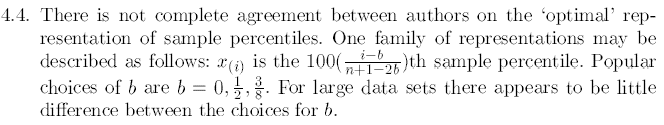 4.4. There is not complete agreement between authors on the ‘optimal’ rep-
resentation of sample percentiles. One family of representations may be
described as follows: x₍ᵢ₎ is the 100(\frac{i−b}{n+1−2b})th sample percentile. Popular
choices of b are b = 0, \frac{1}{2}, \frac{3}{8}. For large data sets there appears to be little
difference between the choices for b.